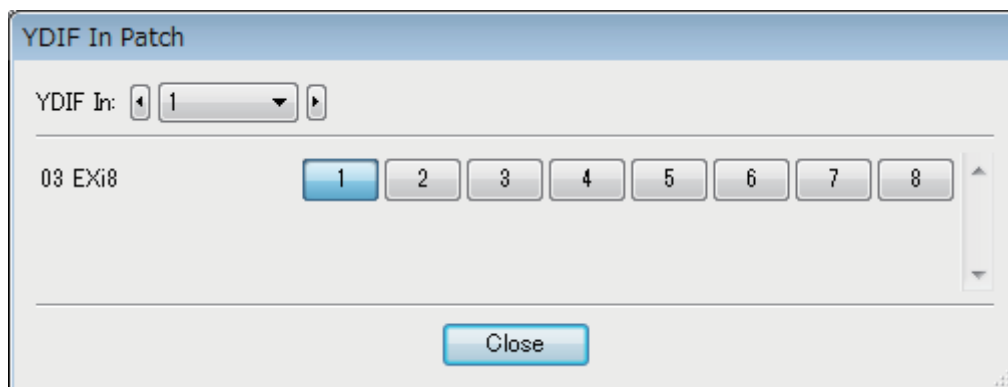 YDIF In Patch
YDIF In: 1
03 EXi8 1 2 3 4 5 6 7 8
Close